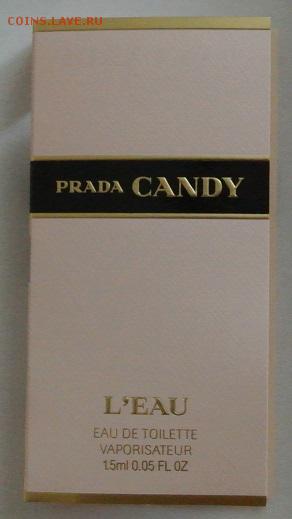 COINS.LAVE.RU
PRADA CANDY
L'EAU
EAU DE TOILETTE
VAPORISATEUR
1.5ml 0.05 FL OZ